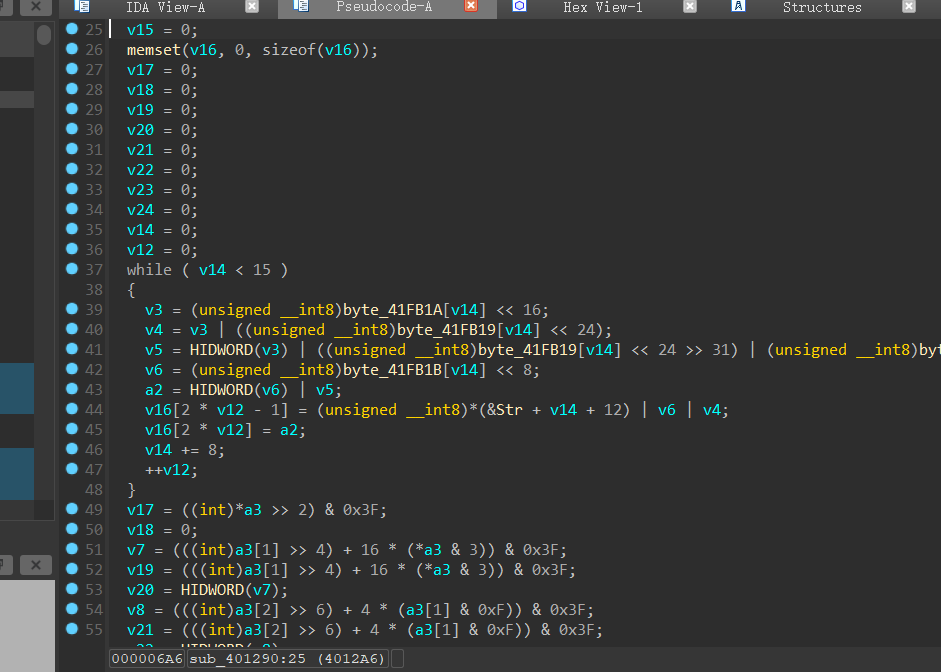 IDA View-A Pseudocode-A Hex View-1 Structures
25 v15 = 0;
26 memset(v16, 0, sizeof(v16));
27 v17 = 0;
28 v18 = 0;
29 v19 = 0;
30 v20 = 0;
31 v21 = 0;
32 v22 = 0;
33 v23 = 0;
34 v24 = 0;
35 v14 = 0;
36 v12 = 0;
37 while ( v14 < 15 )
38 {
39 v3 = (unsigned __int8)byte_41FB1A[v14] << 16;
40 v4 = v3 | ((unsigned __int8)byte_41FB19[v14] << 24);
41 v5 = HIDWORD(v3) | ((unsigned __int8)byte_41FB19[v14] << 24 >> 31) | (unsigned __int8)byt
42 v6 = (unsigned __int8)byte_41FB1B[v14] << 8;
43 a2 = HIDWORD(v6) | v5;
44 v16[2 * v12 - 1] = (unsigned __int8)*(&Str + v14 + 12) | v6 | v4;
45 v16[2 * v12] = a2;
46 v14 += 8;
47 ++v12;
48 }
49 v17 = ((int)*a3 >> 2) & 0x3F;
50 v18 = 0;
51 v7 = (((int)a3[1] >> 4) + 16 * (*a3 & 3)) & 0x3F;
52 v19 = (((int)a3[1] >> 4) + 16 * (*a3 & 3)) & 0x3F;
53 v20 = HIDWORD(v7);
54 v8 = (((int)a3[2] >> 6) + 4 * (a3[1] & 0xF)) & 0x3F;
55 v21 = (((int)a3[2] >> 6) + 4 * (a3[1] & 0xF)) & 0x3F;
000006A6 sub_401290:25 (4012A6)